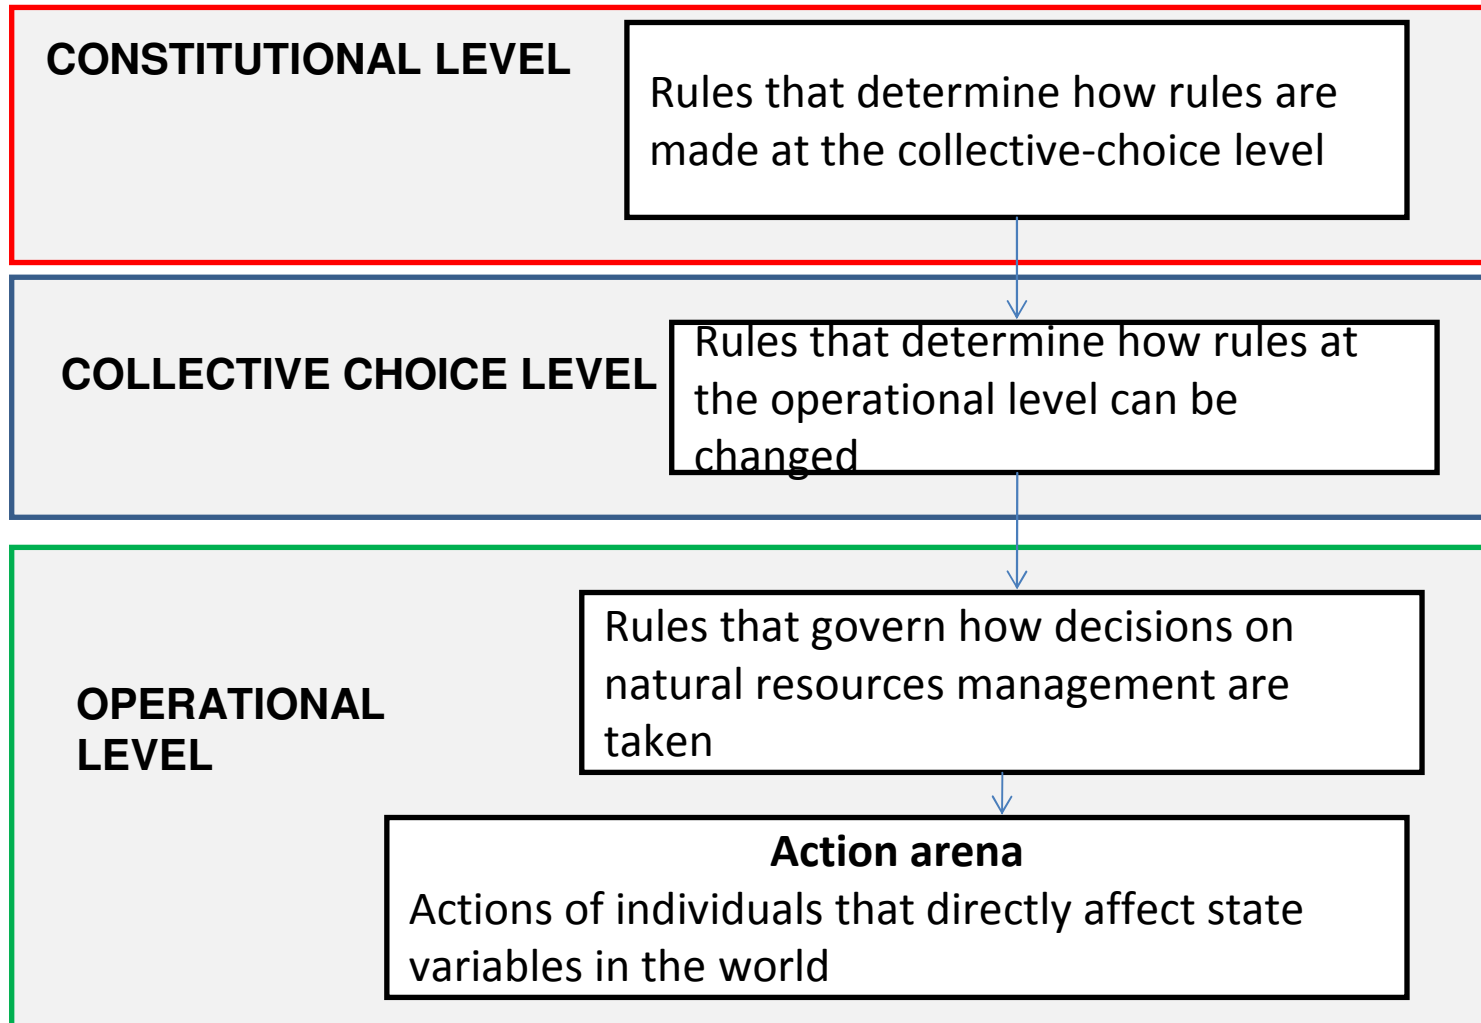 CONSTITUTIONAL LEVEL
Rules that determine how rules are
made at the collective-choice level
COLLECTIVE CHOICE LEVEL
Rules that determine how rules at
the operational level can be
changed
OPERATIONAL
LEVEL
Rules that govern how decisions on
natural resources management are
taken
Action arena
Actions of individuals that directly affect state
variables in the world